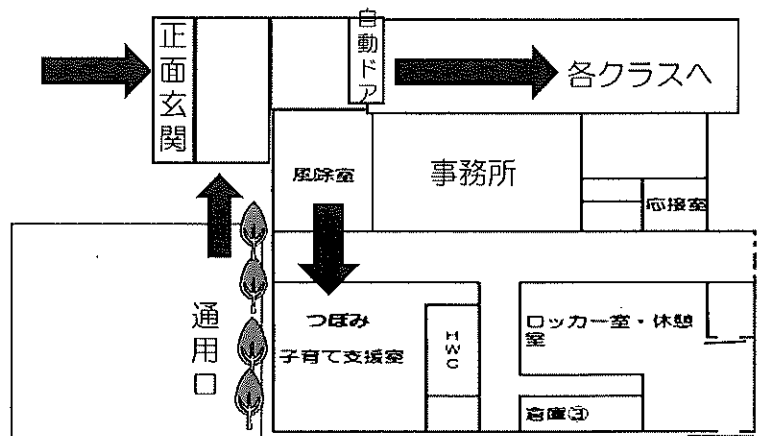 正面玄関
自動ドア
各クラスへ
風除室
事務所
応接室
通用口
つぼみ
子育て支援室
HWC
ロッカー室・休憩
室
倉庫③